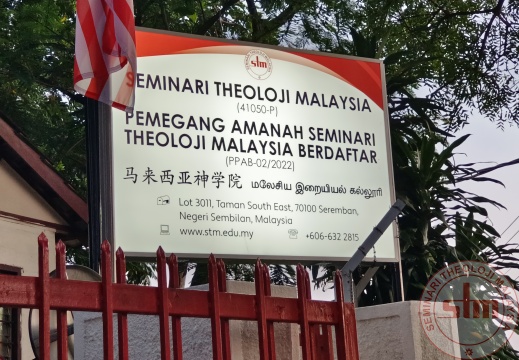 stm
SEMINARI THEOLOJI MALAYSIA
(41050-P)
PEMEGANG AMANAH SEMINARI
THEOLOJI MALAYSIA BERDAFTAR
(PPAB-02/2022)
马来西亚神学院 மலேசிய இறையியல் கல்லூரி
Lot 3011, Taman South East, 70100 Seremban,
Negeri Sembilan, Malaysia
www.stm.edu.my +606-632 2815
SEMINARI THEOLOJI
stm